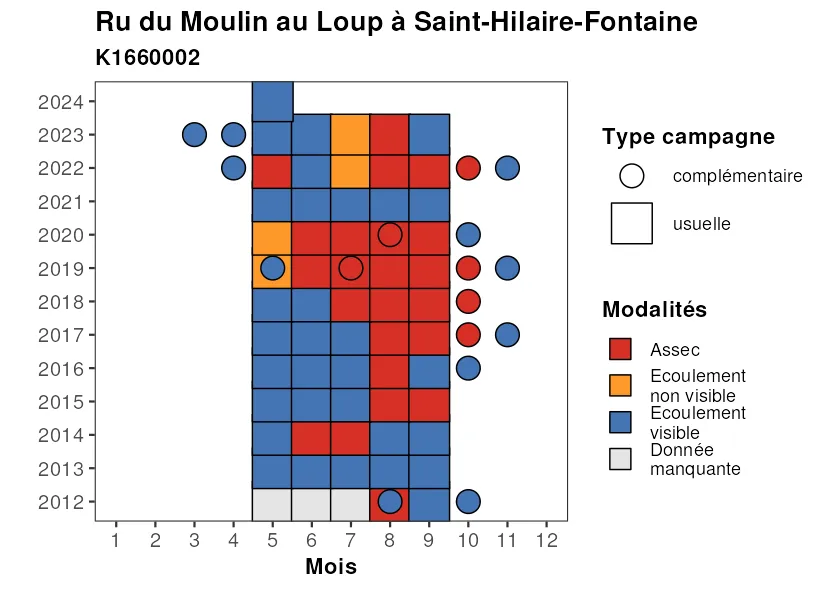 Ru du Moulin au Loup à Saint-Hilaire-Fontaine
K1660002
2024
2023
2022
2021
2020
2019
2018
2017
2016
2015
2014
2013
2012
1 2 3 4 5 6 7 8 9 10 11 12
Mois
Type campagne
complémentaire
usuelle
Modalités
Assec
Ecoulement
non visible
Ecoulement
visible
Donnée
manquante